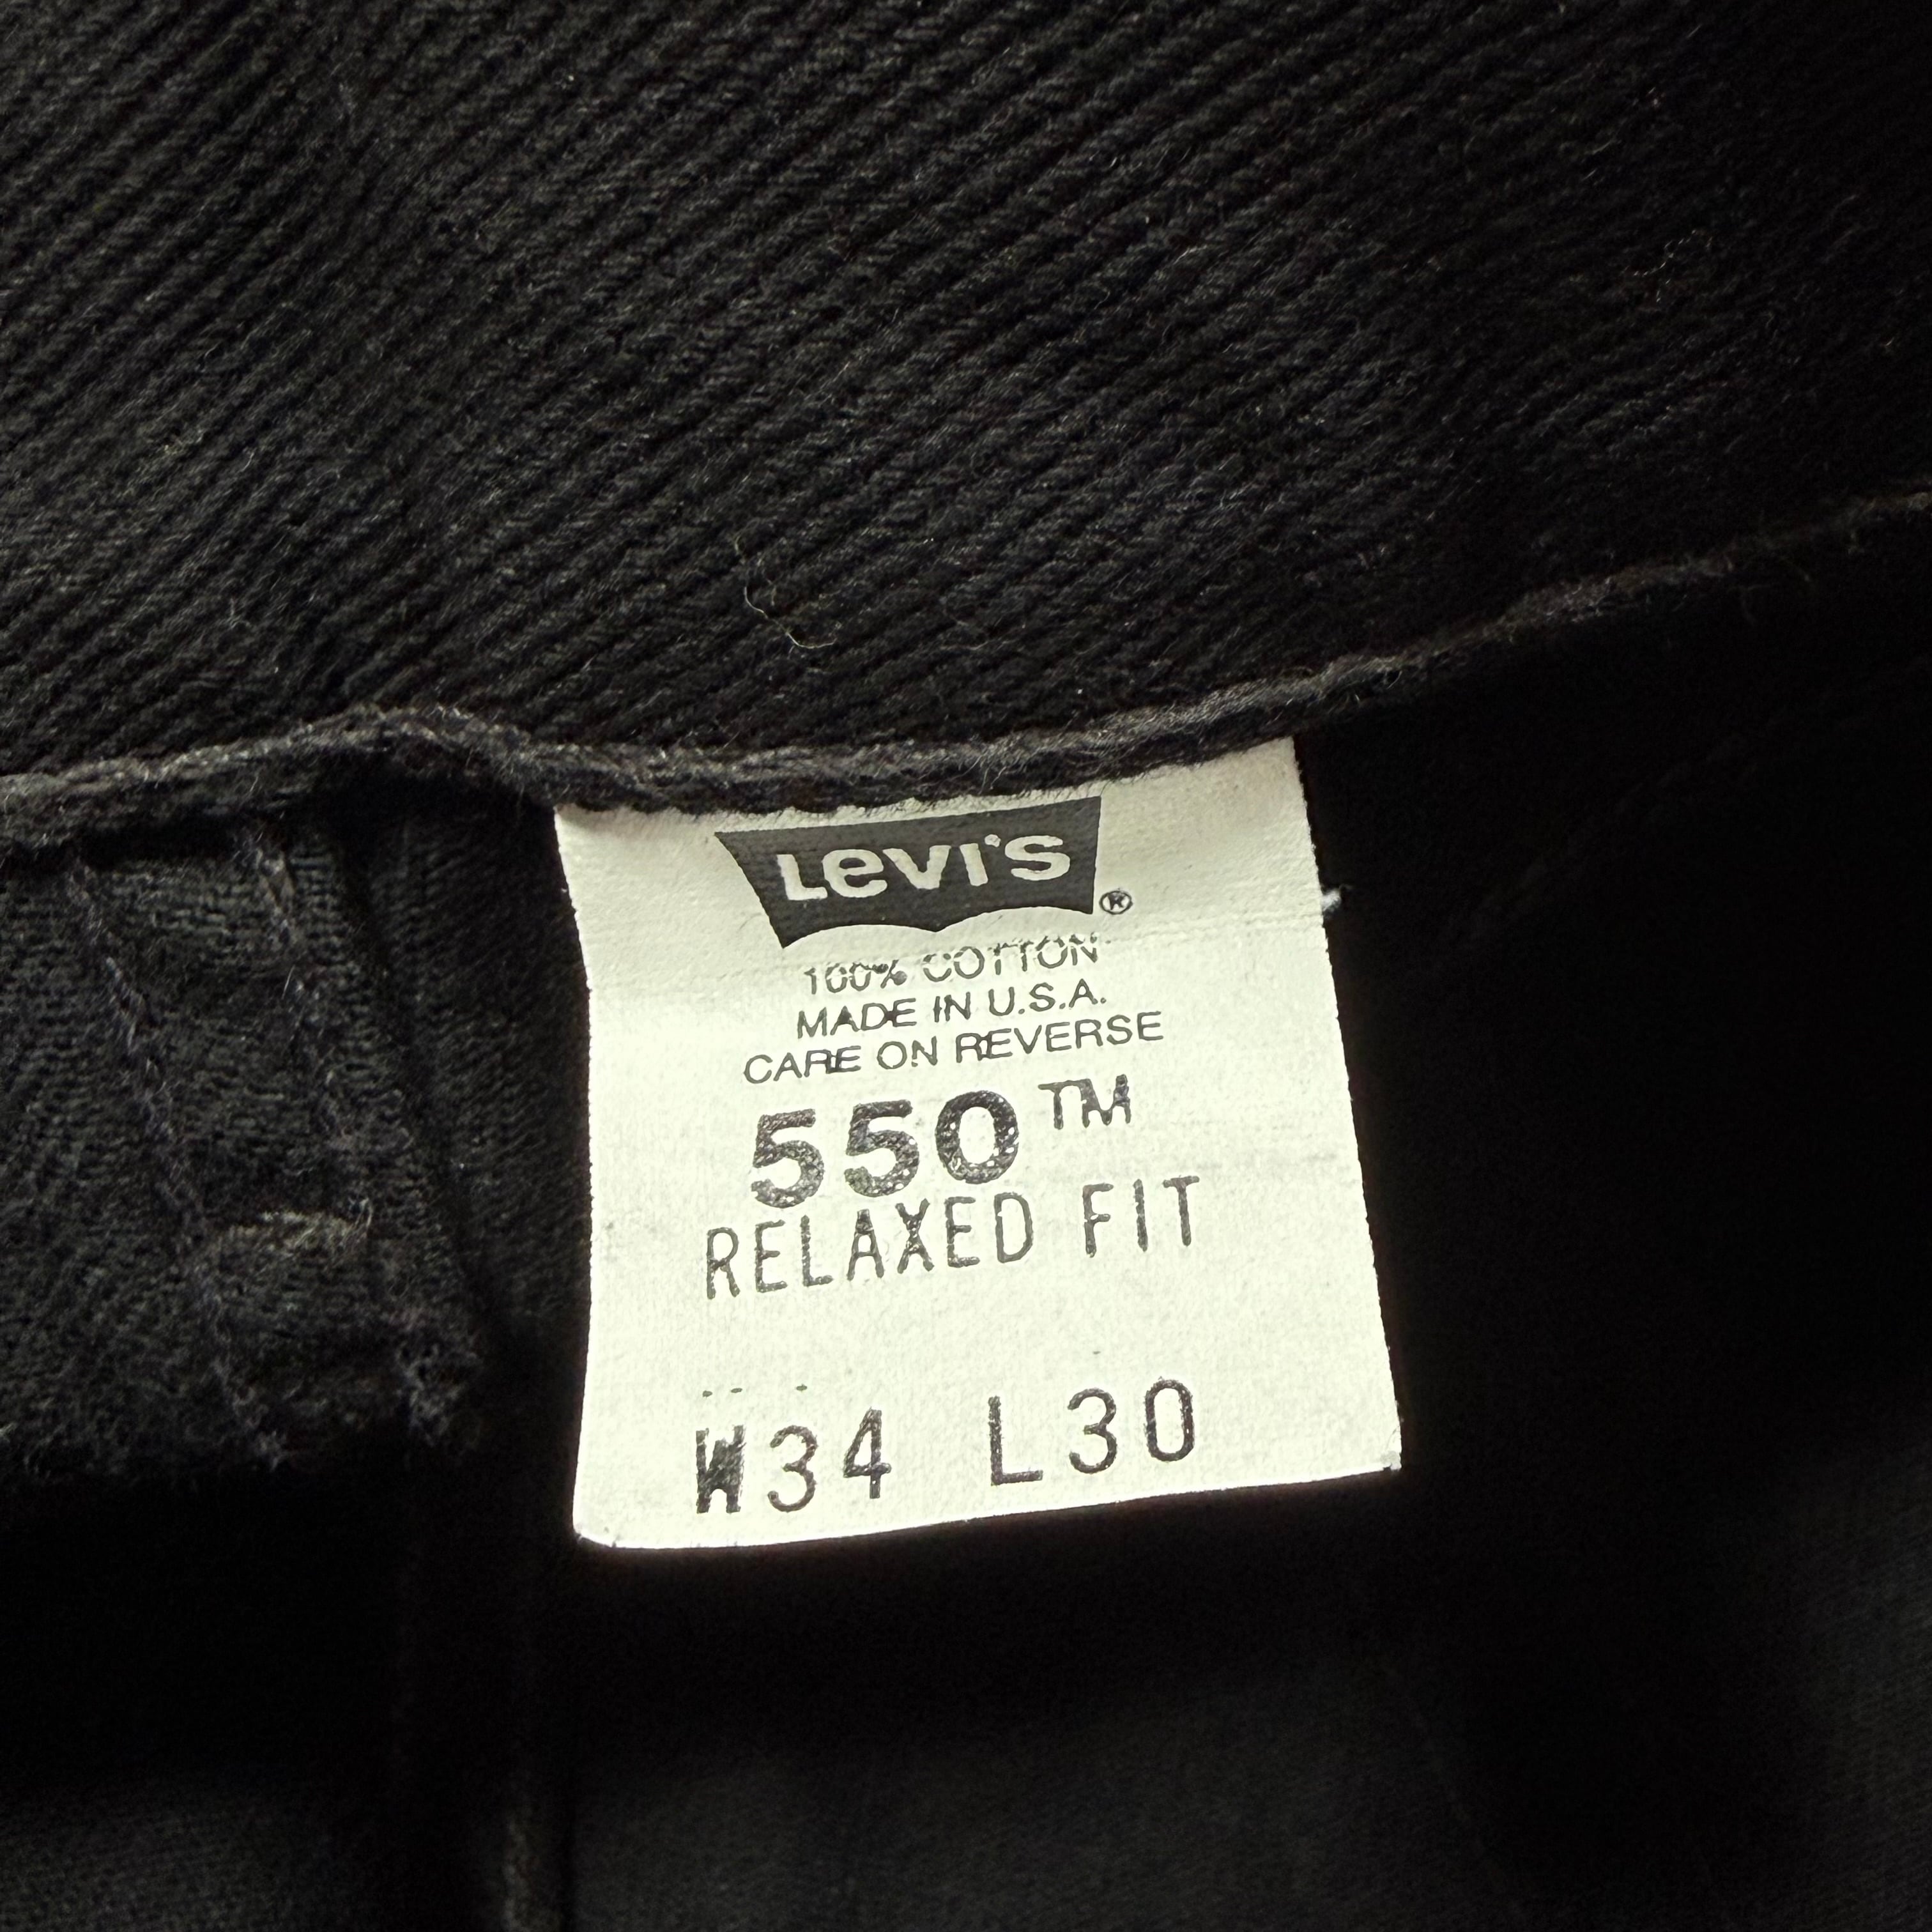 Levi's ®
100% COTTON
MADE IN U.S.A.
CARE ON REVERSE
550™
RELAXED FIT
W34 L30